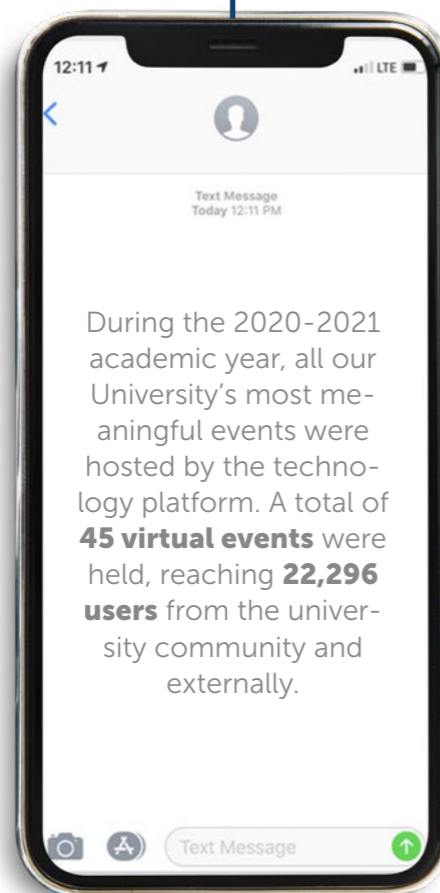 12:11
LTE
Text Message
Today 12:11 PM
During the 2020-2021
academic year, all our
University's most me-
aningful events were
hosted by the techno-
logy platform. A total of
45 virtual events were
held, reaching 22,296
users from the univer-
sity community and
externally.
Text Message